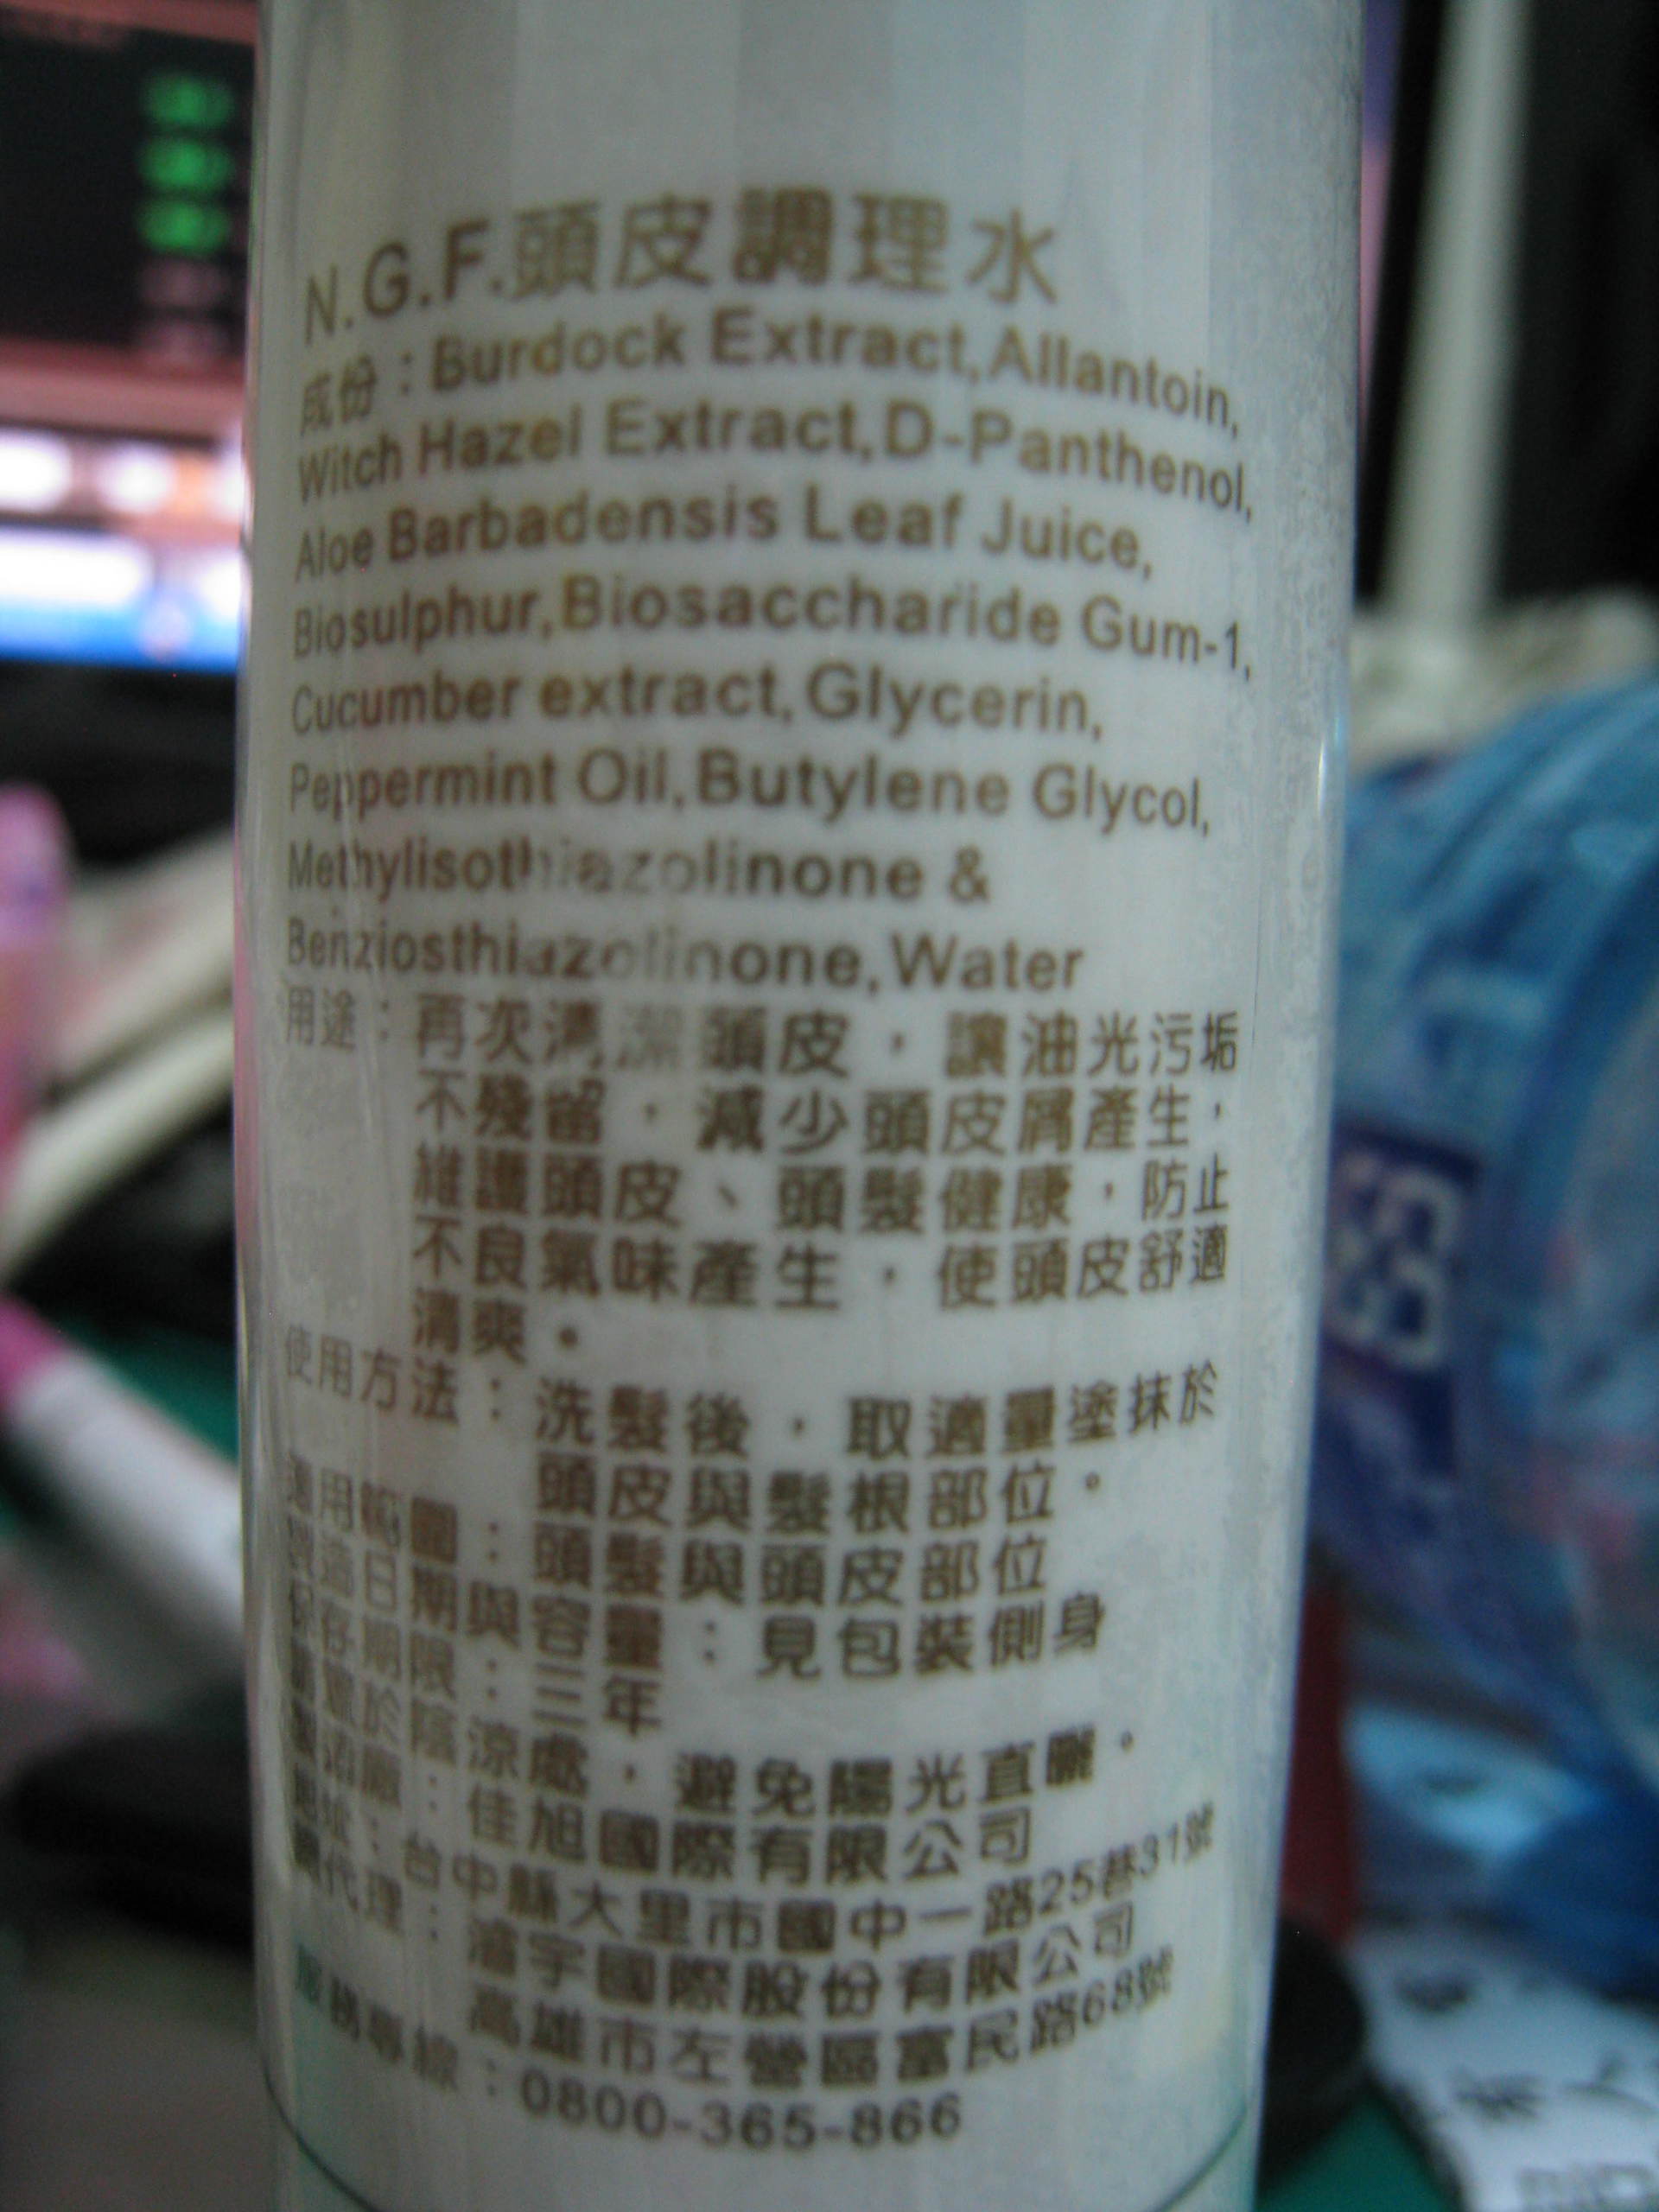 N.G.F.頭皮調理水
成份：Burdock Extract,Allantoin,
Witch Hazel Extract,D-Panthenol,
Aloe Barbadensis Leaf Juice,
Biosulphur,Biosaccharide Gum-1,
Cucumber extract,Glycerin,
Peppermint Oil,Butylene Glycol,
Methylisothiazolinone &
Benziosthiazolinone,Water
用途：再次清潔頭皮，讓油光污垢
不殘留，減少頭皮屑產生，
維護頭皮、頭髮健康，防止
不良氣味產生，使頭皮舒適
清爽。
使用方法：洗髮後，取適量塗抹於
頭皮與髮根部位。
適用範圍：頭髮與頭皮部位
製造日期與容量：見包裝側身
保存期限：三年
置於陰涼處，避免陽光直曬。
製造廠：佳旭國際有限公司
地址：台中縣大里市國中一路25巷31號
總代理：濬宇國際股份有限公司
高雄市左營區富民路68號
服務專線：0800-365-866